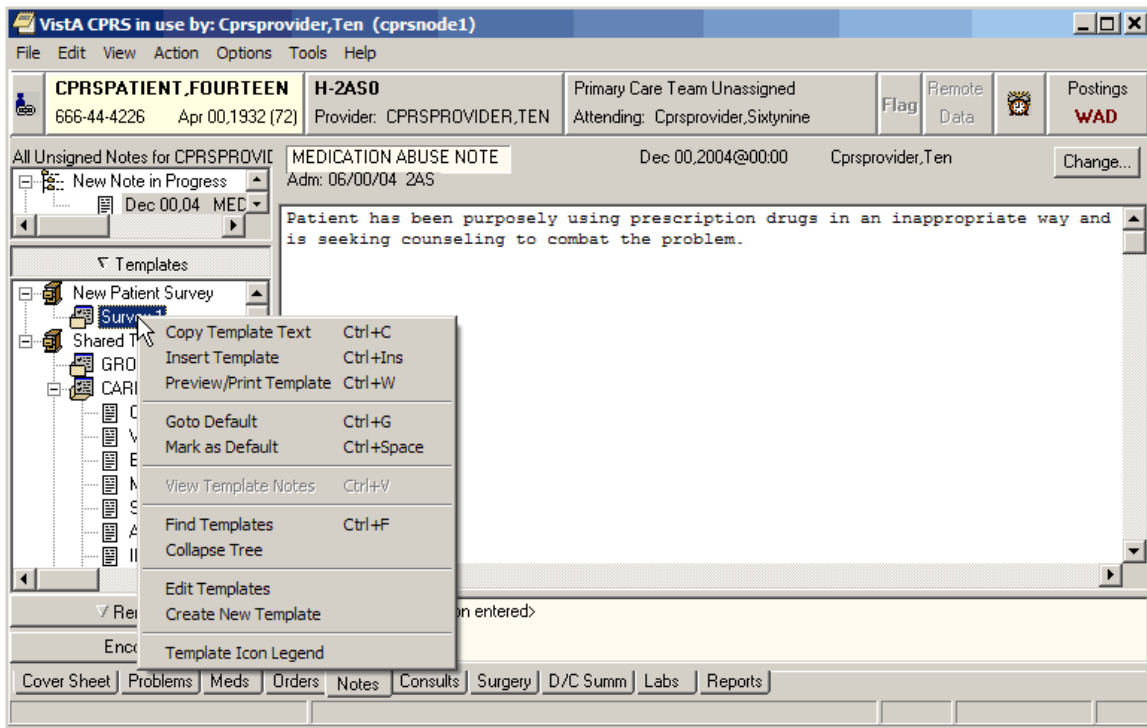 VistA CPRS in use by: Cprsprovider,Ten (cprsnode1)
File Edit View Action Options Tools Help
CPRSPATIENT,FOURTEEN H-2AS0 Primary Care Team Unassigned Flag Remote Data Postings
666-44-4226 Apr 00,1932 (72) Provider: CPRSPROVIDER,TEN Attending: Cprsprovider,Sixtynine WAD
All Unsigned Notes for CPRSPROVIE MEDICATION ABUSE NOTE Dec 00,2004@00:00 Cprsprovider,Ten Change...
New Note in Progress Adm: 06/00/04 2AS
Dec 00,04 MED
Patient has been purposely using prescription drugs in an inappropriate way and
is seeking counseling to combat the problem.
Templates
New Patient Survey
Survey 1
Shared T
GRO
CARI
Copy Template Text Ctrl+C
Insert Template Ctrl+Ins
Preview/Print Template Ctrl+W
Goto Default Ctrl+G
Mark as Default Ctrl+Space
View Template Notes Ctrl+V
Find Templates Ctrl+F
Collapse Tree
Edit Templates
Create New Template
Template Icon Legend
Rei on entered>
Enco
Cover Sheet Problems Meds Orders Notes Consults Surgery D/C Summ Labs Reports